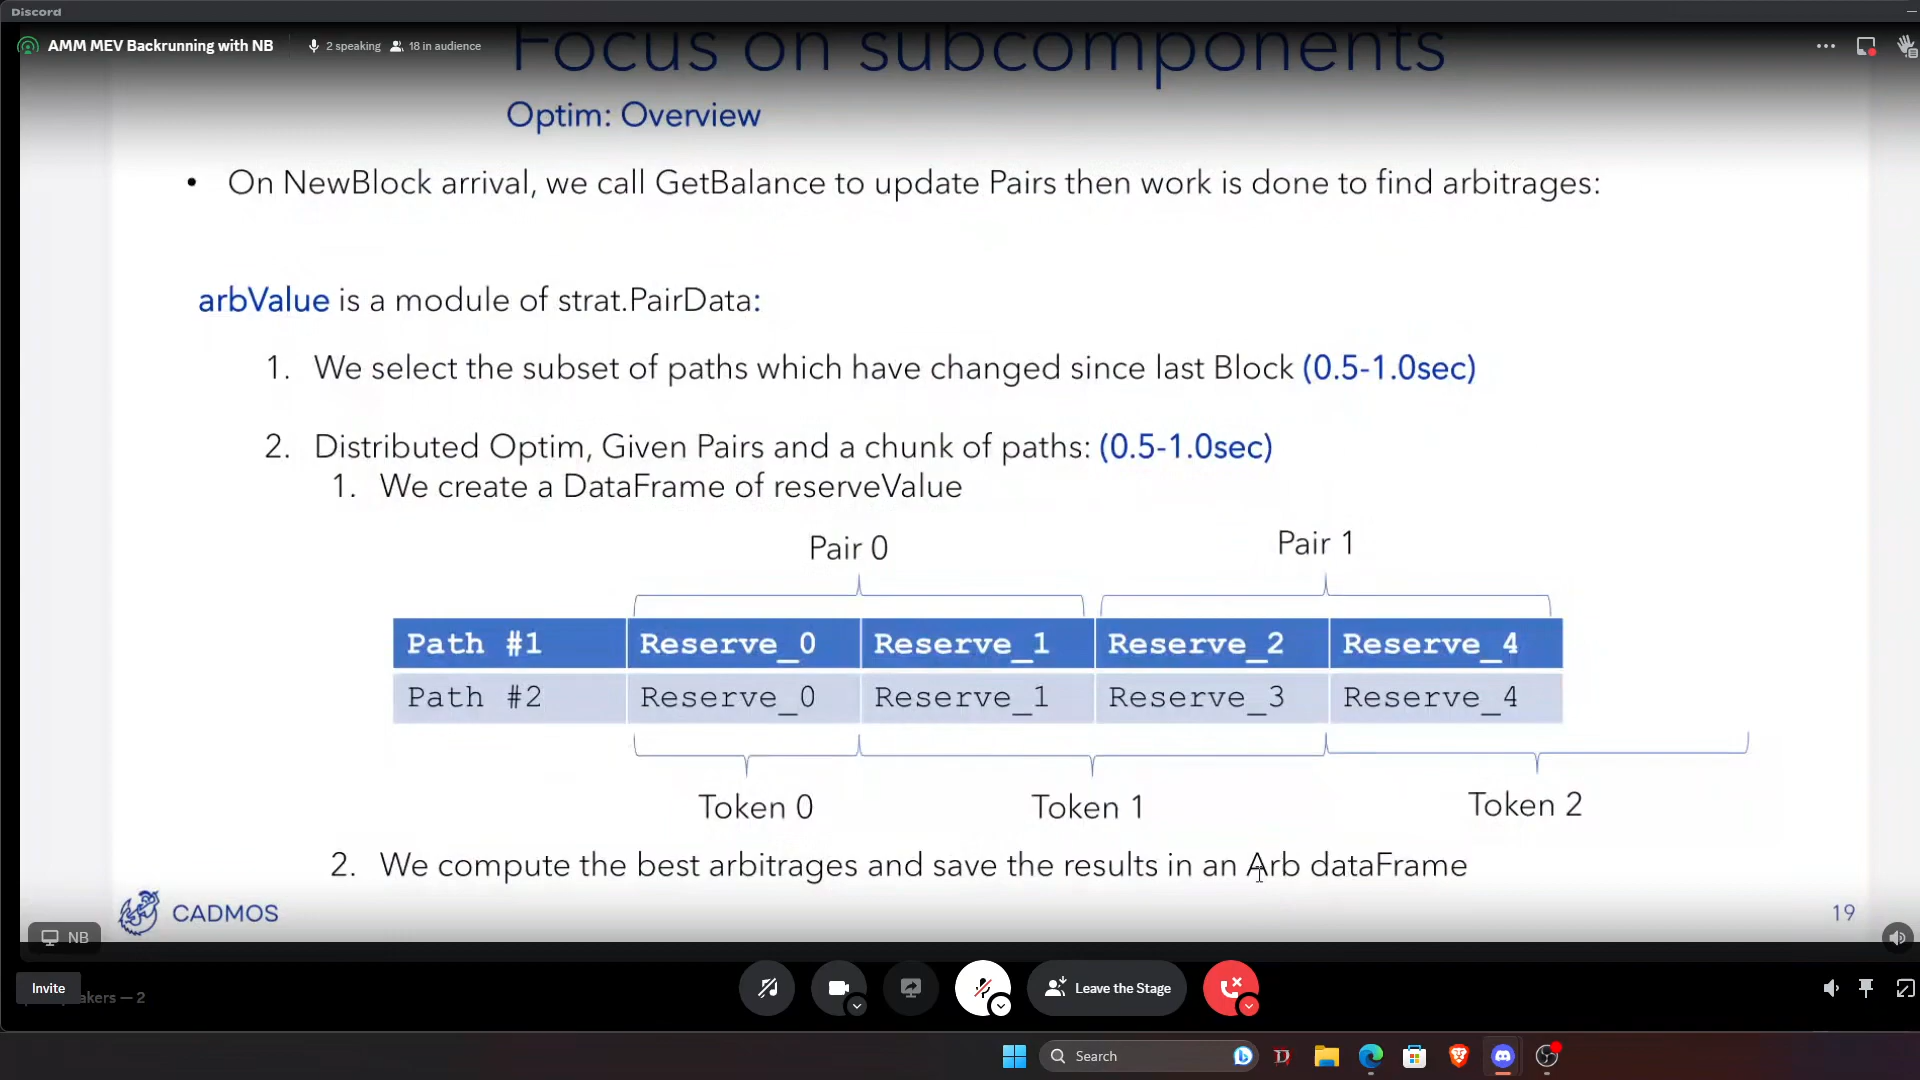 Discord
AMM MEV Backrunning with NB
2 speaking
18 in audience
Focus on subcomponents
Optim: Overview
• On NewBlock arrival, we call GetBalance to update Pairs then work is done to find arbitrages:
arbValue is a module of strat.PairData:
1. We select the subset of paths which have changed since last Block (0.5-1.0sec)
2. Distributed Optim, Given Pairs and a chunk of paths: (0.5-1.0sec)
1. We create a DataFrame of reserveValue
Pair 0 Pair 1
Path #1 Reserve_0 Reserve_1 Reserve_2 Reserve_4
Path #2 Reserve_0 Reserve_1 Reserve_3 Reserve_4
Token 0 Token 1 Token 2
2. We compute the best arbitrages and save the results in an Arb dataFrame
CADMOS
19
NB
Invite
akers — 2
Leave the Stage
Search